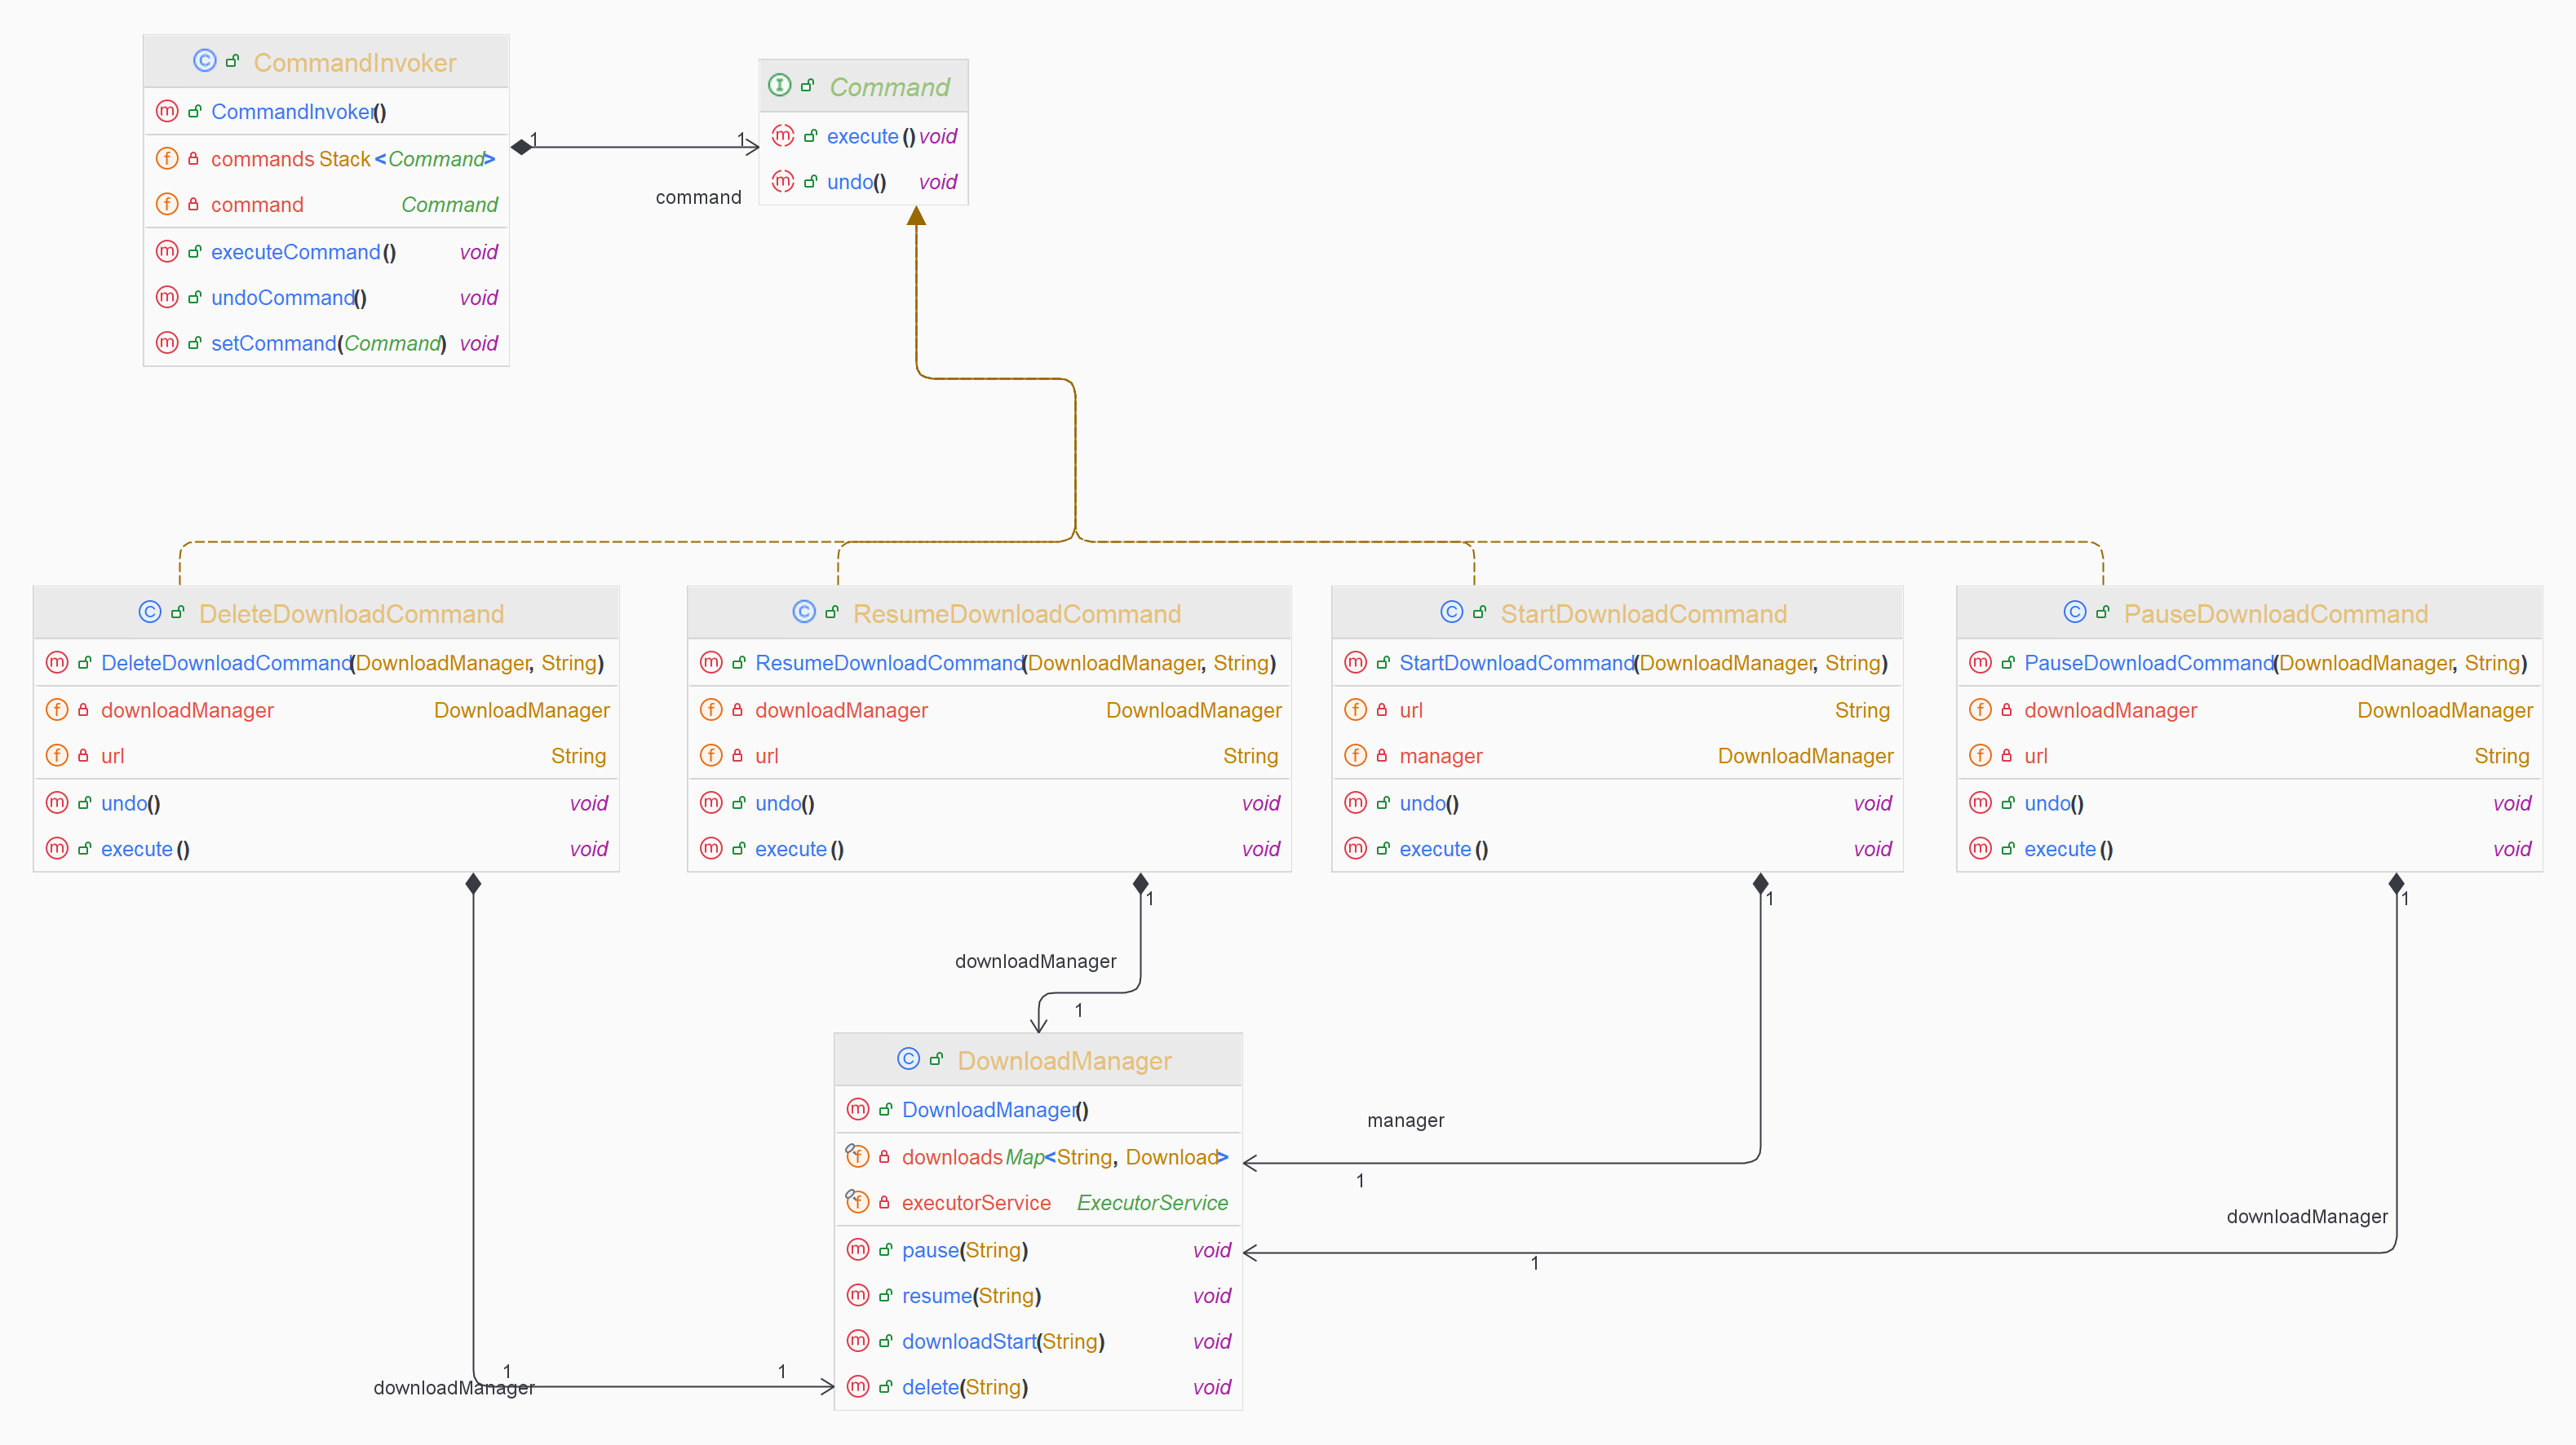 CommandInvoker
CommandInvoker()
commands Stack<Command>
command Command
executeCommand() void
undoCommand() void
setCommand(Command) void
1 1
command
Command
execute() void
undo() void
DeleteDownloadCommand
DeleteDownloadCommand(DownloadManager, String)
downloadManager DownloadManager
url String
undo() void
execute() void
ResumeDownloadCommand
ResumeDownloadCommand(DownloadManager, String)
downloadManager DownloadManager
url String
undo() void
execute() void
StartDownloadCommand
StartDownloadCommand(DownloadManager, String)
url String
manager DownloadManager
undo() void
execute() void
PauseDownloadCommand
PauseDownloadCommand(DownloadManager, String)
downloadManager DownloadManager
url String
undo() void
execute() void
1
downloadManager
1
1
manager
1
1
downloadManager
1
1 1
downloadManager
DownloadManager
DownloadManager()
downloads Map<String, Download>
executorService ExecutorService
pause(String) void
resume(String) void
downloadStart(String) void
delete(String) void